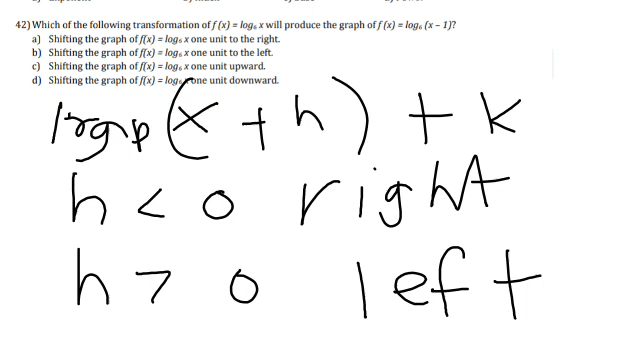 42) Which of the following transformation of f (x) = log₆ x will produce the graph of f (x) = log₆ (x – 1)?
a) Shifting the graph of f(x) = log₆ x one unit to the right.
b) Shifting the graph of f(x) = log₆ x one unit to the left.
c) Shifting the graph of f(x) = log₆ x one unit upward.
d) Shifting the graph of f(x) = log₆ x one unit downward.
log b (x + h) + k
h < 0 right
h > 0 left